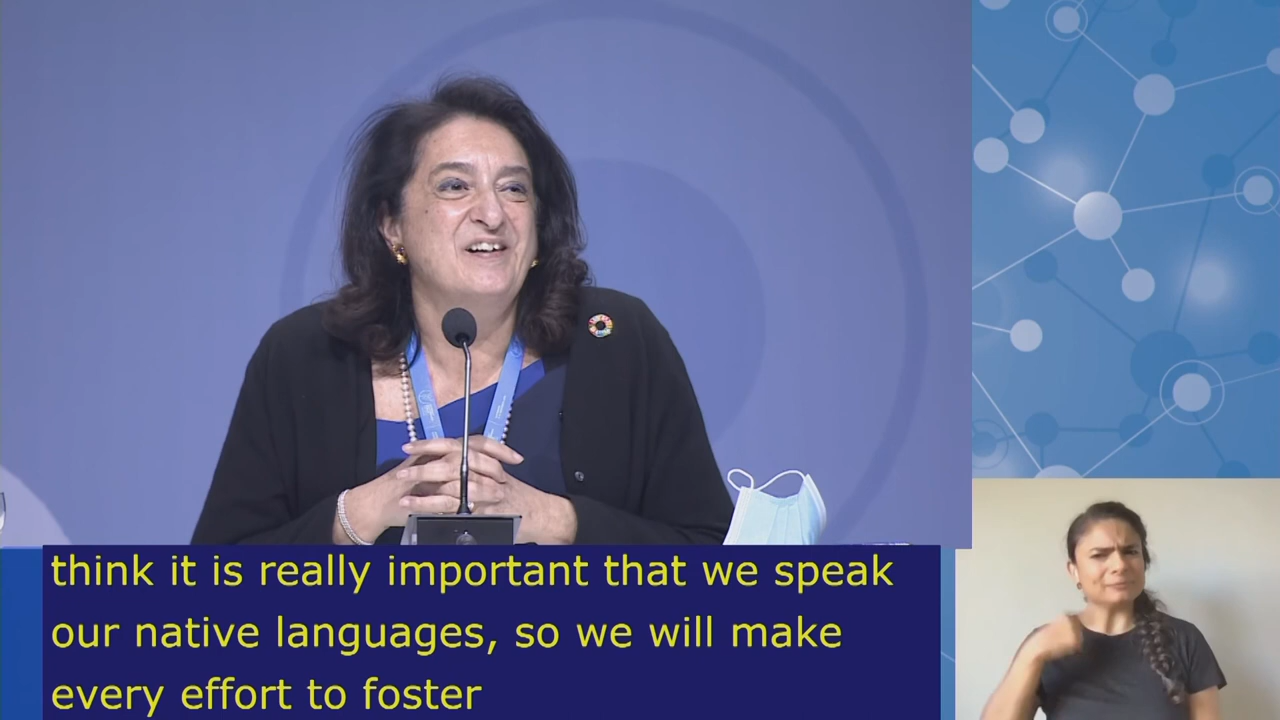 think it is really important that we speak
our native languages, so we will make
every effort to foster